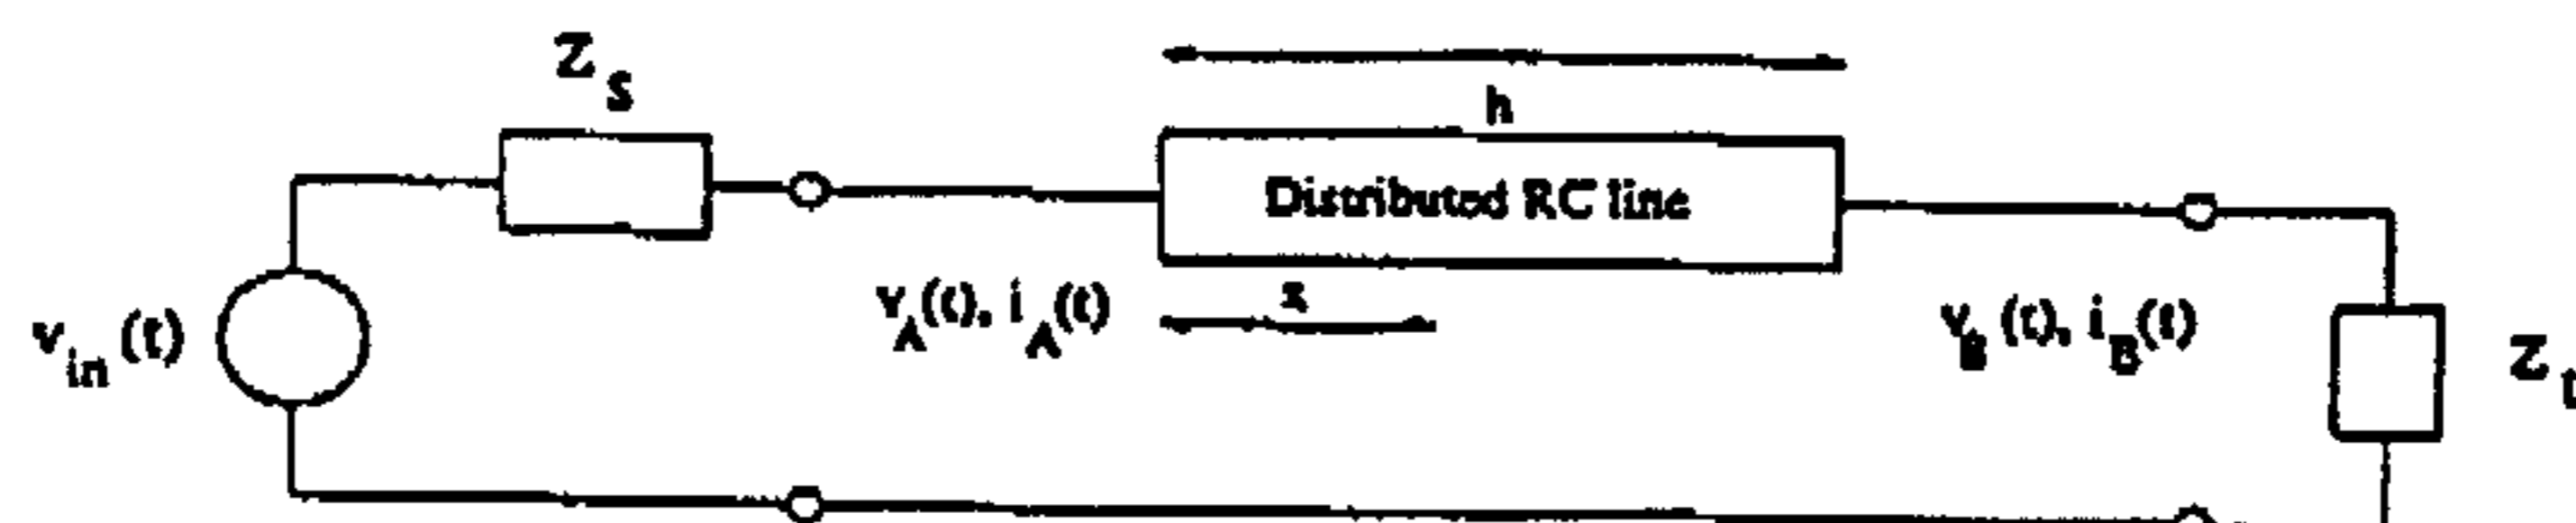 Z_S
h
Distributed RC line
v_in(t)
v_A(t), i_A(t)
x
v_B(t), i_B(t)
Z